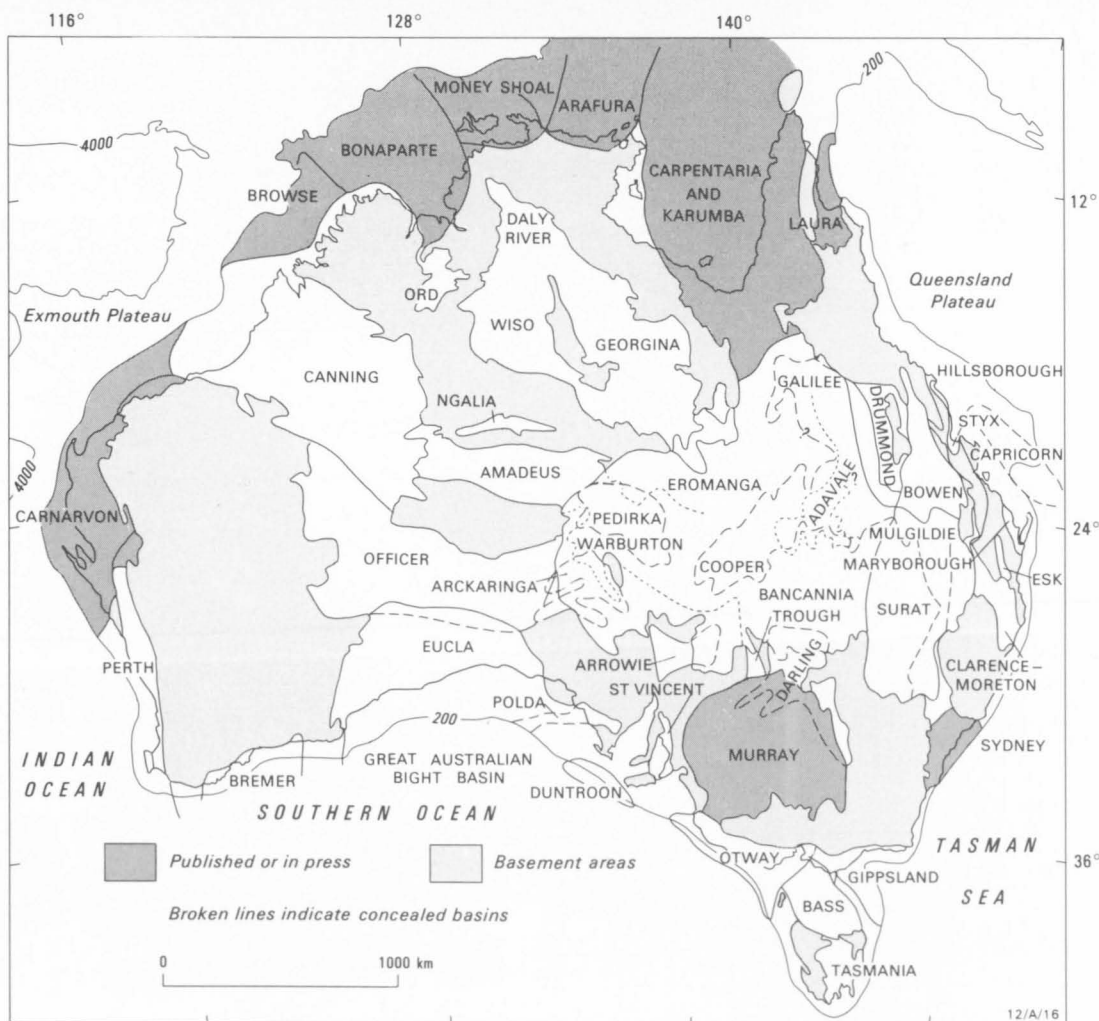 116°
128°
140°
200
MONEY SHOAL
ARAFURA
4000
BONAPARTE
CARPENTARIA
AND
KARUMBA
BROWSE
12°
LAURA
DALY
RIVER
ORD
Queensland
Plateau
Exmouth Plateau
WISO
GEORGINA
CANNING
GALILEE
HILLSBOROUGH
DRUMMOND
NGALIA
STYX
CAPRICORN
4000
AMADEUS
EROMANGA
ADAVALE
BOWEN
CARNARVON
PEDIRKA
24°
MULGILDIE
OFFICER
WARBURTON
MARYBOROUGH
COOPER
ESK
ARCKARINGA
BANCANNIA
TROUGH
SURAT
EUCLA
PERTH
ARROWIE
CLARENCE–
MORETON
ST VINCENT
DARLING
POLDA
200
MURRAY
SYDNEY
INDIAN
OCEAN
GREAT AUSTRALIAN
BIGHT BASIN
BREMER
DUNTROON
SOUTHERN OCEAN
TASMAN
SEA
Published or in press
Basement areas
OTWAY
36°
GIPPSLAND
Broken lines indicate concealed basins
BASS
0
1000 km
TASMANIA
12/A/16